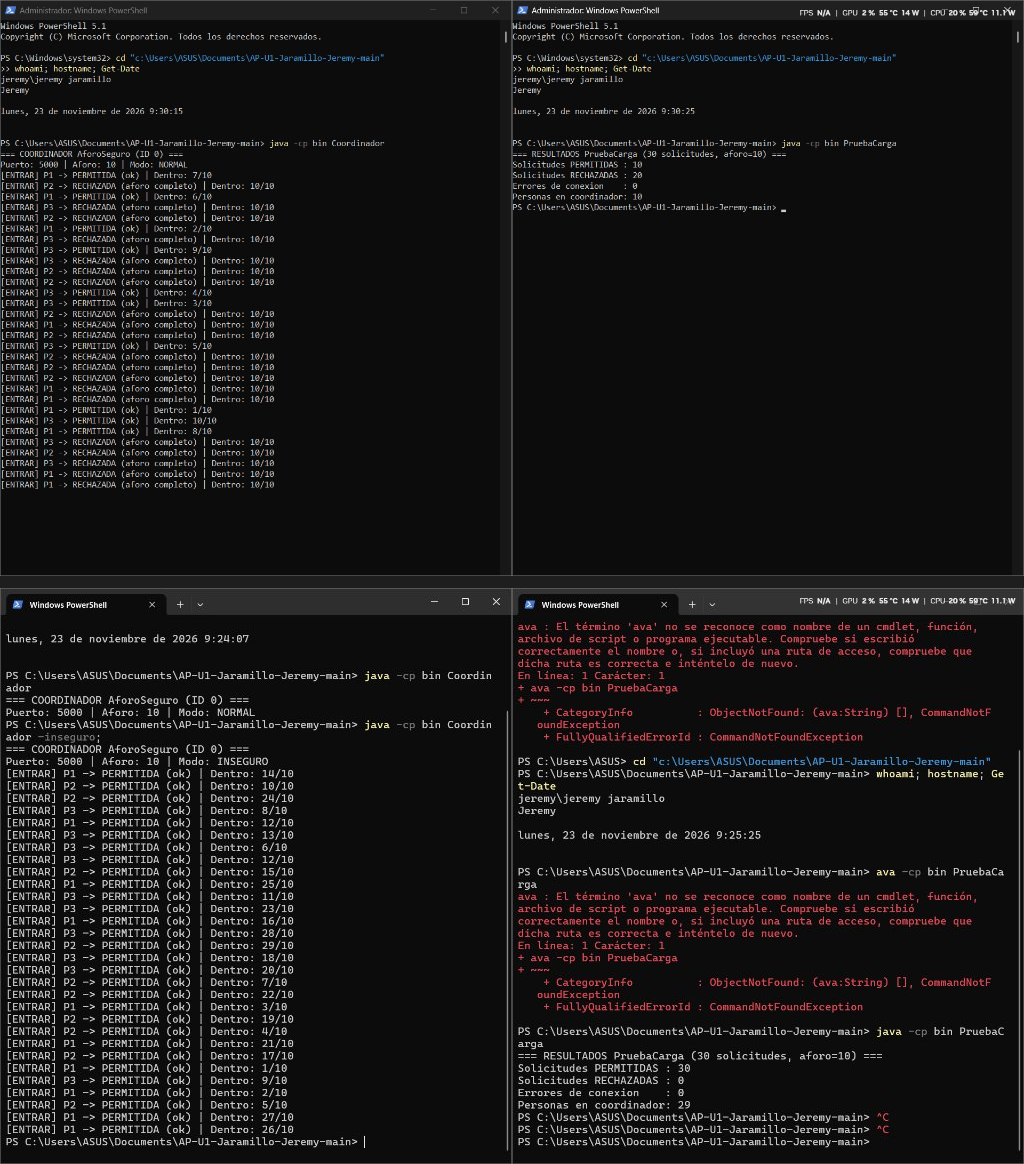 Administrador: Windows PowerShell
Windows PowerShell 5.1
Copyright (C) Microsoft Corporation. Todos los derechos reservados.
PS C:\Windows\system32> cd "c:\Users\ASUS\Documents\AP-U1-Jaramillo-Jeremy-main"
>> whoami; hostname; Get-Date
jeremy\jeremy jaramillo
Jeremy
lunes, 23 de noviembre de 2026 9:30:15
PS C:\Users\ASUS\Documents\AP-U1-Jaramillo-Jeremy-main> java -cp bin Coordinador
=== COORDINADOR AforoSeguro (ID 0) ===
Puerto: 5000 | Aforo: 10 | Modo: NORMAL
[ENTRAR] P1 -> PERMITIDA (ok) | Dentro: 7/10
[ENTRAR] P2 -> RECHAZADA (aforo completo) | Dentro: 10/10
[ENTRAR] P1 -> PERMITIDA (ok) | Dentro: 6/10
[ENTRAR] P3 -> RECHAZADA (aforo completo) | Dentro: 10/10
[ENTRAR] P2 -> RECHAZADA (aforo completo) | Dentro: 10/10
[ENTRAR] P1 -> PERMITIDA (ok) | Dentro: 2/10
[ENTRAR] P3 -> RECHAZADA (aforo completo) | Dentro: 10/10
[ENTRAR] P3 -> PERMITIDA (ok) | Dentro: 9/10
[ENTRAR] P3 -> RECHAZADA (aforo completo) | Dentro: 10/10
[ENTRAR] P2 -> RECHAZADA (aforo completo) | Dentro: 10/10
[ENTRAR] P2 -> RECHAZADA (aforo completo) | Dentro: 10/10
[ENTRAR] P3 -> PERMITIDA (ok) | Dentro: 4/10
[ENTRAR] P3 -> PERMITIDA (ok) | Dentro: 3/10
[ENTRAR] P2 -> RECHAZADA (aforo completo) | Dentro: 10/10
[ENTRAR] P1 -> RECHAZADA (aforo completo) | Dentro: 10/10
[ENTRAR] P2 -> RECHAZADA (aforo completo) | Dentro: 10/10
[ENTRAR] P3 -> PERMITIDA (ok) | Dentro: 5/10
[ENTRAR] P2 -> RECHAZADA (aforo completo) | Dentro: 10/10
[ENTRAR] P2 -> RECHAZADA (aforo completo) | Dentro: 10/10
[ENTRAR] P2 -> RECHAZADA (aforo completo) | Dentro: 10/10
[ENTRAR] P1 -> RECHAZADA (aforo completo) | Dentro: 10/10
[ENTRAR] P1 -> RECHAZADA (aforo completo) | Dentro: 10/10
[ENTRAR] P1 -> PERMITIDA (ok) | Dentro: 1/10
[ENTRAR] P3 -> PERMITIDA (ok) | Dentro: 10/10
[ENTRAR] P1 -> PERMITIDA (ok) | Dentro: 8/10
[ENTRAR] P3 -> RECHAZADA (aforo completo) | Dentro: 10/10
[ENTRAR] P2 -> RECHAZADA (aforo completo) | Dentro: 10/10
[ENTRAR] P3 -> RECHAZADA (aforo completo) | Dentro: 10/10
[ENTRAR] P1 -> RECHAZADA (aforo completo) | Dentro: 10/10
[ENTRAR] P1 -> RECHAZADA (aforo completo) | Dentro: 10/10
Administrador: Windows PowerShell
FPS N/A | GPU 2 % 55 °C 14 W | CPU 20 % 59 °C 11.1 W
Windows PowerShell 5.1
Copyright (C) Microsoft Corporation. Todos los derechos reservados.
PS C:\Windows\system32> cd "c:\Users\ASUS\Documents\AP-U1-Jaramillo-Jeremy-main"
>> whoami; hostname; Get-Date
jeremy\jeremy jaramillo
Jeremy
lunes, 23 de noviembre de 2026 9:30:25
PS C:\Users\ASUS\Documents\AP-U1-Jaramillo-Jeremy-main> java -cp bin PruebaCarga
=== RESULTADOS PruebaCarga (30 solicitudes, aforo=10) ===
Solicitudes PERMITIDAS : 10
Solicitudes RECHAZADAS : 20
Errores de conexion    : 0
Personas en coordinador: 10
PS C:\Users\ASUS\Documents\AP-U1-Jaramillo-Jeremy-main>
Windows PowerShell
lunes, 23 de noviembre de 2026 9:24:07
PS C:\Users\ASUS\Documents\AP-U1-Jaramillo-Jeremy-main> java -cp bin Coordin
ador
=== COORDINADOR AforoSeguro (ID 0) ===
Puerto: 5000 | Aforo: 10 | Modo: NORMAL
PS C:\Users\ASUS\Documents\AP-U1-Jaramillo-Jeremy-main> java -cp bin Coordin
ador -inseguro;
=== COORDINADOR AforoSeguro (ID 0) ===
Puerto: 5000 | Aforo: 10 | Modo: INSEGURO
[ENTRAR] P1 -> PERMITIDA (ok) | Dentro: 14/10
[ENTRAR] P2 -> PERMITIDA (ok) | Dentro: 10/10
[ENTRAR] P2 -> PERMITIDA (ok) | Dentro: 24/10
[ENTRAR] P3 -> PERMITIDA (ok) | Dentro: 8/10
[ENTRAR] P1 -> PERMITIDA (ok) | Dentro: 12/10
[ENTRAR] P3 -> PERMITIDA (ok) | Dentro: 13/10
[ENTRAR] P3 -> PERMITIDA (ok) | Dentro: 6/10
[ENTRAR] P3 -> PERMITIDA (ok) | Dentro: 12/10
[ENTRAR] P2 -> PERMITIDA (ok) | Dentro: 15/10
[ENTRAR] P1 -> PERMITIDA (ok) | Dentro: 25/10
[ENTRAR] P3 -> PERMITIDA (ok) | Dentro: 11/10
[ENTRAR] P3 -> PERMITIDA (ok) | Dentro: 23/10
[ENTRAR] P1 -> PERMITIDA (ok) | Dentro: 16/10
[ENTRAR] P3 -> PERMITIDA (ok) | Dentro: 28/10
[ENTRAR] P2 -> PERMITIDA (ok) | Dentro: 29/10
[ENTRAR] P3 -> PERMITIDA (ok) | Dentro: 18/10
[ENTRAR] P3 -> PERMITIDA (ok) | Dentro: 20/10
[ENTRAR] P2 -> PERMITIDA (ok) | Dentro: 7/10
[ENTRAR] P2 -> PERMITIDA (ok) | Dentro: 22/10
[ENTRAR] P1 -> PERMITIDA (ok) | Dentro: 3/10
[ENTRAR] P2 -> PERMITIDA (ok) | Dentro: 19/10
[ENTRAR] P2 -> PERMITIDA (ok) | Dentro: 4/10
[ENTRAR] P1 -> PERMITIDA (ok) | Dentro: 21/10
[ENTRAR] P2 -> PERMITIDA (ok) | Dentro: 17/10
[ENTRAR] P1 -> PERMITIDA (ok) | Dentro: 1/10
[ENTRAR] P3 -> PERMITIDA (ok) | Dentro: 9/10
[ENTRAR] P1 -> PERMITIDA (ok) | Dentro: 2/10
[ENTRAR] P2 -> PERMITIDA (ok) | Dentro: 5/10
[ENTRAR] P1 -> PERMITIDA (ok) | Dentro: 27/10
[ENTRAR] P1 -> PERMITIDA (ok) | Dentro: 26/10
PS C:\Users\ASUS\Documents\AP-U1-Jaramillo-Jeremy-main>
Windows PowerShell
FPS N/A | GPU 2 % 55 °C 14 W | CPU 20 % 59 °C 11.1 W
ava : El término 'ava' no se reconoce como nombre de un cmdlet, función,
archivo de script o programa ejecutable. Compruebe si escribió
correctamente el nombre o, si incluyó una ruta de acceso, compruebe que
dicha ruta es correcta e inténtelo de nuevo.
En línea: 1 Carácter: 1
+ ava -cp bin PruebaCarga
+ ~~~
    + CategoryInfo          : ObjectNotFound: (ava:String) [], CommandNotF
   oundException
    + FullyQualifiedErrorId : CommandNotFoundException
PS C:\Users\ASUS> cd "c:\Users\ASUS\Documents\AP-U1-Jaramillo-Jeremy-main"
PS C:\Users\ASUS\Documents\AP-U1-Jaramillo-Jeremy-main> whoami; hostname; Ge
t-Date
jeremy\jeremy jaramillo
Jeremy
lunes, 23 de noviembre de 2026 9:25:25
PS C:\Users\ASUS\Documents\AP-U1-Jaramillo-Jeremy-main> ava -cp bin PruebaCa
rga
ava : El término 'ava' no se reconoce como nombre de un cmdlet, función,
archivo de script o programa ejecutable. Compruebe si escribió
correctamente el nombre o, si incluyó una ruta de acceso, compruebe que
dicha ruta es correcta e inténtelo de nuevo.
En línea: 1 Carácter: 1
+ ava -cp bin PruebaCarga
+ ~~~
    + CategoryInfo          : ObjectNotFound: (ava:String) [], CommandNotF
   oundException
    + FullyQualifiedErrorId : CommandNotFoundException
PS C:\Users\ASUS\Documents\AP-U1-Jaramillo-Jeremy-main> java -cp bin PruebaC
arga
=== RESULTADOS PruebaCarga (30 solicitudes, aforo=10) ===
Solicitudes PERMITIDAS : 30
Solicitudes RECHAZADAS : 0
Errores de conexion    : 0
Personas en coordinador: 29
PS C:\Users\ASUS\Documents\AP-U1-Jaramillo-Jeremy-main> ^C
PS C:\Users\ASUS\Documents\AP-U1-Jaramillo-Jeremy-main> ^C
PS C:\Users\ASUS\Documents\AP-U1-Jaramillo-Jeremy-main>